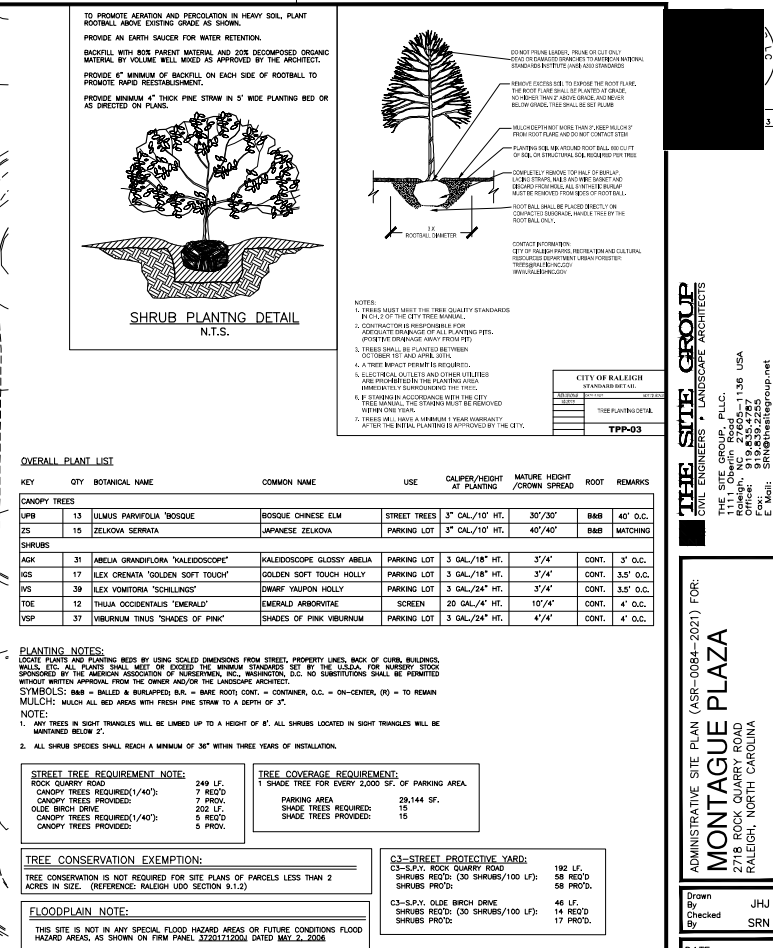 TO PROMOTE AERATION AND PERCOLATION IN HEAVY SOIL, PLANT
ROOTBALL ABOVE EXISTING GRADE AS SHOWN.
PROVIDE AN EARTH SAUCER FOR WATER RETENTION.
BACKFILL WITH 80% PARENT MATERIAL AND 20% DECOMPOSED ORGANIC
MATERIAL BY VOLUME WELL MIXED AS APPROVED BY THE ARCHITECT.
PROVIDE 6" MINIMUM OF BACKFILL ON EACH SIDE OF ROOTBALL TO
PROMOTE RAPID REESTABLISHMENT.
PROVIDE MINIMUM 4" THICK PINE STRAW IN 5' WIDE PLANTING BED OR
AS DIRECTED ON PLANS.
SHRUB PLANTNG DETAIL
N.T.S.
DO NOT PRUNE LEADER. PRUNE OR CUT ONLY
DEAD OR DAMAGED BRANCHES TO AMERICAN NATIONAL
STANDARDS INSTITUTE (ANSI) A300 STANDARDS
REMOVE EXCESS SOIL TO EXPOSE THE ROOT FLARE.
THE ROOT FLARE SHALL BE PLANTED AT GRADE,
NO HIGHER THAN 2" ABOVE GRADE, AND NEVER
BELOW GRADE. TREE SHALL BE SET PLUMB
MULCH DEPTH NOT MORE THAN 3". KEEP MULCH 3"
FROM ROOT FLARE AND DO NOT CONTACT STEM
PLANTING SOIL MIX AROUND ROOT BALL. 600 CU FT
OF SOIL OR STRUCTURAL SOIL REQUIRED PER TREE
COMPLETELY REMOVE TOP HALF OF BURLAP,
LACING STRAPS, NAILS AND WIRE BASKET AND
DISCARD FROM HOLE. ALL SYNTHETIC BURLAP
MUST BE REMOVED FROM SIDES OF ROOT BALL.
ROOT BALL SHALL BE PLACED DIRECTLY ON
COMPACTED SUBGRADE. HANDLE TREE BY THE
ROOT BALL ONLY.
3 X
ROOTBALL DIAMETER
CONTACT INFORMATION:
CITY OF RALEIGH PARKS, RECREATION AND CULTURAL
RESOURCES DEPARTMENT URBAN FORESTER:
TREES@RALEIGHNC.GOV
WWW.RALEIGHNC.GOV
NOTES:
1. TREES MUST MEET THE TREE QUALITY STANDARDS
IN CH. 2 OF THE CITY TREE MANUAL.
2. CONTRACTOR IS RESPONSIBLE FOR
ADEQUATE DRAINAGE OF ALL PLANTING PITS.
(POSITIVE DRAINAGE AWAY FROM PIT)
3. TREES SHALL BE PLANTED BETWEEN
OCTOBER 1ST AND APRIL 30TH.
4. A TREE IMPACT PERMIT IS REQUIRED.
5. ELECTRICAL OUTLETS AND OTHER UTILITIES
ARE PROHIBITED IN THE PLANTING AREA
IMMEDIATELY SURROUNDING THE TREE.
6. IF STAKING IN ACCORDANCE WITH THE CITY
TREE MANUAL, THE STAKING MUST BE REMOVED
WITHIN ONE YEAR.
7. TREES WILL HAVE A MINIMUM 1 YEAR WARRANTY
AFTER THE INITIAL PLANTING IS APPROVED BY THE CITY.
CITY OF RALEIGH
STANDARD DETAIL
TREE PLANTING DETAIL
TPP-03
OVERALL PLANT LIST
KEY QTY BOTANICAL NAME COMMON NAME USE CALIPER/HEIGHT AT PLANTING MATURE HEIGHT /CROWN SPREAD ROOT REMARKS
CANOPY TREES
UPB 13 ULMUS PARVIFOLIA 'BOSQUE' BOSQUE CHINESE ELM STREET TREES 3" CAL./10' HT. 30'/30' B&B 40' O.C.
ZS 15 ZELKOVA SERRATA JAPANESE ZELKOVA PARKING LOT 3" CAL./10' HT. 40'/40' B&B MATCHING
SHRUBS
AGK 31 ABELIA GRANDIFLORA 'KALEIDOSCOPE' KALEIDOSCOPE GLOSSY ABELIA PARKING LOT 3 GAL./18" HT. 3'/4' CONT. 3' O.C.
IGS 17 ILEX CRENATA 'GOLDEN SOFT TOUCH' GOLDEN SOFT TOUCH HOLLY PARKING LOT 3 GAL./18" HT. 3'/4' CONT. 3.5' O.C.
IVS 39 ILEX VOMITORIA 'SCHILLINGS' DWARF YAUPON HOLLY PARKING LOT 3 GAL./24" HT. 3'/4' CONT. 3.5' O.C.
TOE 12 THUJA OCCIDENTALIS 'EMERALD' EMERALD ARBORVITAE SCREEN 20 GAL./4' HT. 10'/4' CONT. 4' O.C.
VSP 37 VIBURNUM TINUS 'SHADES OF PINK' SHADES OF PINK VIBURNUM PARKING LOT 3 GAL./24" HT. 4'/4' CONT. 4' O.C.
PLANTING NOTES:
LOCATE PLANTS AND PLANTING BEDS BY USING SCALED DIMENSIONS FROM STREET, PROPERTY LINES, BACK OF CURB, BUILDINGS,
WALLS, ETC. ALL PLANTS SHALL MEET OR EXCEED THE MINIMUM STANDARDS SET BY THE U.S.D.A. FOR NURSERY STOCK
SPONSORED BY THE AMERICAN ASSOCIATION OF NURSERYMEN, INC., WASHINGTON, D.C. NO SUBSTITUTIONS SHALL BE PERMITTED
WITHOUT WRITTEN APPROVAL FROM THE OWNER AND/OR THE LANDSCAPE ARCHITECT.
SYMBOLS: B&B = BALLED & BURLAPPED; B.R. = BARE ROOT; CONT. = CONTAINER, O.C. = ON-CENTER, (R) = TO REMAIN
MULCH: MULCH ALL BED AREAS WITH FRESH PINE STRAW TO A DEPTH OF 3".
NOTE:
1. ANY TREES IN SIGHT TRIANGLES WILL BE LIMBED UP TO A HEIGHT OF 8'. ALL SHRUBS LOCATED IN SIGHT TRIANGLES WILL BE
MAINTAINED BELOW 2'.
2. ALL SHRUB SPECIES SHALL REACH A MINIMUM OF 36" WITHIN THREE YEARS OF INSTALLATION.
STREET TREE REQUIREMENT NOTE:
ROCK QUARRY ROAD 249 LF.
CANOPY TREES REQUIRED(1/40'): 7 REQ'D
CANOPY TREES PROVIDED: 7 PROV.
OLDE BIRCH DRIVE 202 LF.
CANOPY TREES REQUIRED(1/40'): 5 REQ'D
CANOPY TREES PROVIDED: 5 PROV.
TREE COVERAGE REQUIREMENT:
1 SHADE TREE FOR EVERY 2,000 SF. OF PARKING AREA.
PARKING AREA 29,144 SF.
SHADE TREES REQUIRED: 15
SHADE TREES PROVIDED: 15
TREE CONSERVATION EXEMPTION:
TREE CONSERVATION IS NOT REQUIRED FOR SITE PLANS OF PARCELS LESS THAN 2
ACRES IN SIZE. (REFERENCE: RALEIGH UDO SECTION 9.1.2)
FLOODPLAIN NOTE:
THIS SITE IS NOT IN ANY SPECIAL FLOOD HAZARD AREAS OR FUTURE CONDITIONS FLOOD
HAZARD AREAS, AS SHOWN ON FIRM PANEL 3720171200J DATED MAY 2, 2006
C3-STREET PROTECTIVE YARD:
C3-S.P.Y. ROCK QUARRY ROAD 192 LF.
SHRUBS REQ'D: (30 SHRUBS/100 LF): 58 REQ'D
SHRUBS PRO'D: 58 PRO'D.
C3-S.P.Y. OLDE BIRCH DRIVE 46 LF.
SHRUBS REQ'D: (30 SHRUBS/100 LF): 14 REQ'D
SHRUBS PRO'D: 17 PRO'D.
THE SITE GROUP
CIVIL ENGINEERS • LANDSCAPE ARCHITECTS
THE SITE GROUP, PLLC.
1111 Oberlin Road
Raleigh, NC 27605-1136 USA
Office: 919.835.4787
Fax: 919.839.2255
E Mail: SRN@thesitegroup.net
ADMINISTRATIVE SITE PLAN (ASR-0084-2021) FOR:
MONTAGUE PLAZA
2718 ROCK QUARRY ROAD
RALEIGH, NORTH CAROLINA
Drawn
By JHJ
Checked
By SRN